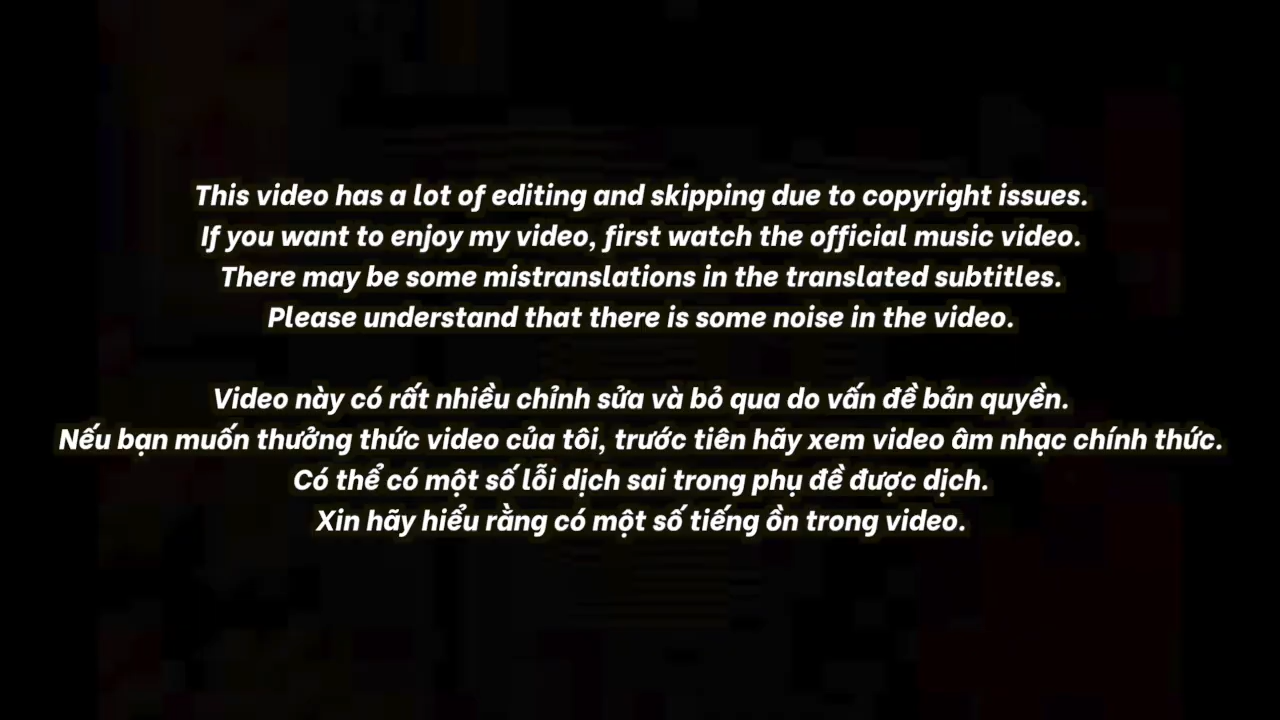 This video has a lot of editing and skipping due to copyright issues.
If you want to enjoy my video, first watch the official music video.
There may be some mistranslations in the translated subtitles.
Please understand that there is some noise in the video.
Video này có rất nhiều chỉnh sửa và bỏ qua do vấn đề bản quyền.
Nếu bạn muốn thưởng thức video của tôi, trước tiên hãy xem video âm nhạc chính thức.
Có thể có một số lỗi dịch sai trong phụ đề được dịch.
Xin hãy hiểu rằng có một số tiếng ồn trong video.